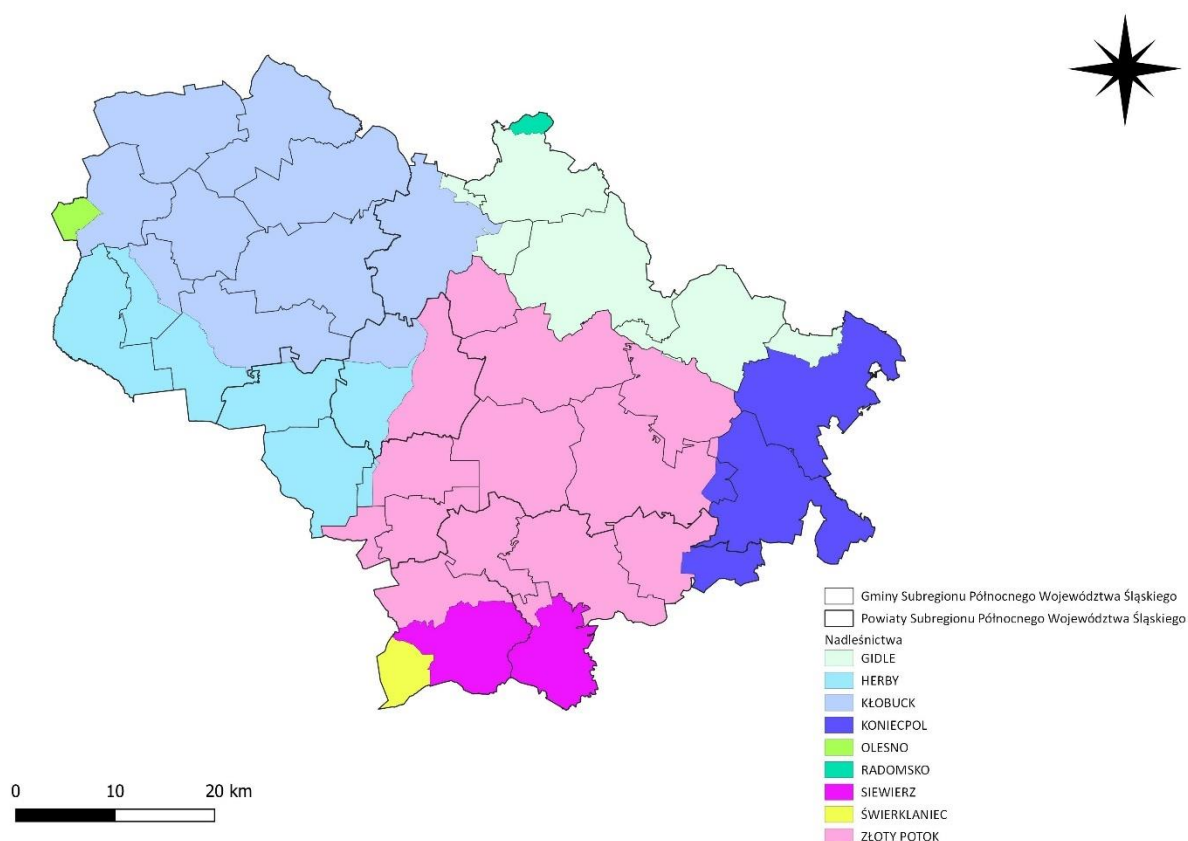 Gminy Subregionu Północnego Województwa Śląskiego
Powiaty Subregionu Północnego Województwa Śląskiego
Nadleśnictwa
GIDLE
HERBY
KŁOBUCK
KONIECPOL
OLESNO
RADOMSKO
SIEWIERZ
ŚWIERKLANIEC
ZŁOTY POTOK
0 10 20 km